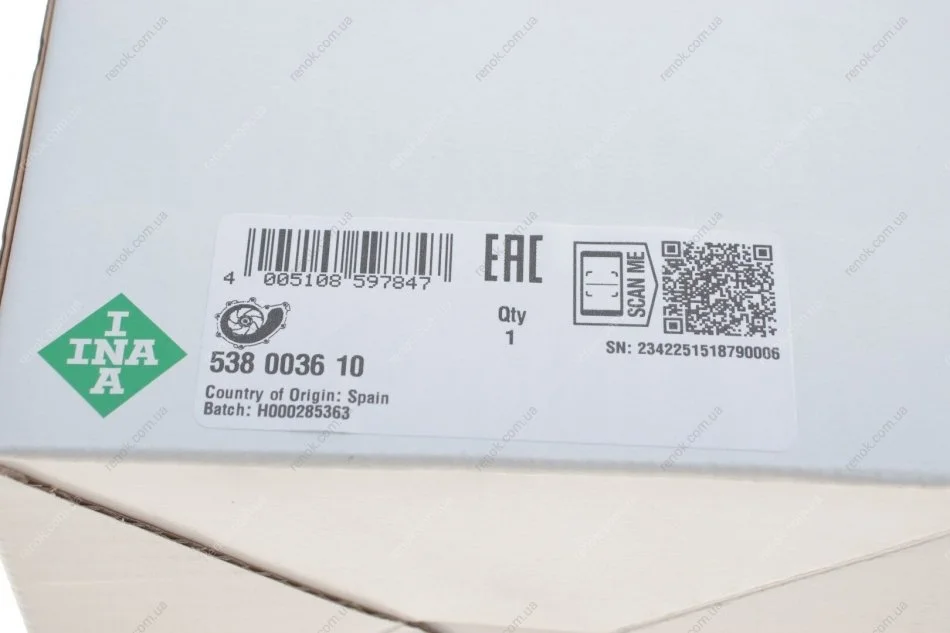 4 005108 597847
EAC
SCAN ME
Qty
1
SN: 2342251518790006
538 0036 10
Country of Origin: Spain
Batch: H000285363
INA
INA
renok.com.ua